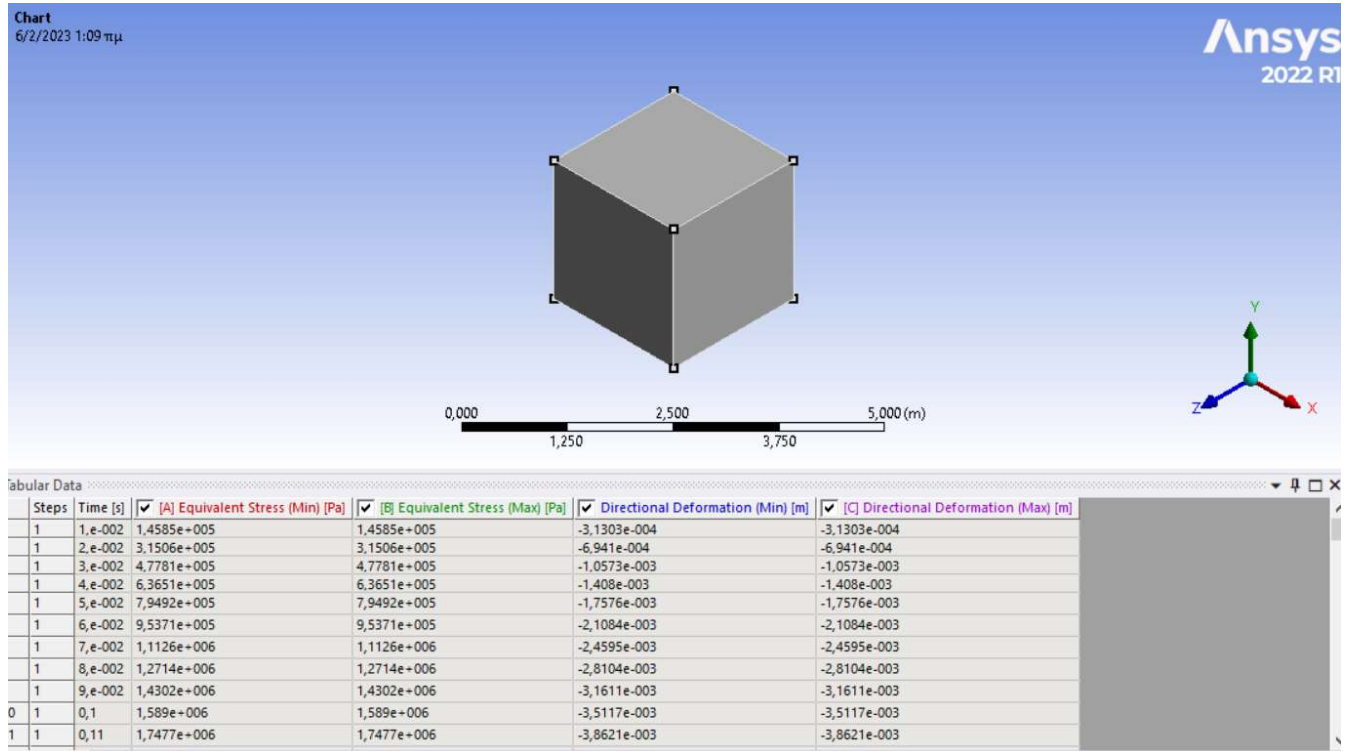 Chart
6/2/2023 1:09 πμ
Ansys
2022 R1
Y
Z
X
0,000 2,500 5,000 (m)
1,250 3,750
Tabular Data
Steps Time [s] [A] Equivalent Stress (Min) [Pa] [B] Equivalent Stress (Max) [Pa] Directional Deformation (Min) [m] [C] Directional Deformation (Max) [m]
1 1,e-002 1,4585e+005 1,4585e+005 -3,1303e-004 -3,1303e-004
1 2,e-002 3,1506e+005 3,1506e+005 -6,941e-004 -6,941e-004
1 3,e-002 4,7781e+005 4,7781e+005 -1,0573e-003 -1,0573e-003
1 4,e-002 6,3651e+005 6,3651e+005 -1,408e-003 -1,408e-003
1 5,e-002 7,9492e+005 7,9492e+005 -1,7576e-003 -1,7576e-003
1 6,e-002 9,5371e+005 9,5371e+005 -2,1084e-003 -2,1084e-003
1 7,e-002 1,1126e+006 1,1126e+006 -2,4595e-003 -2,4595e-003
1 8,e-002 1,2714e+006 1,2714e+006 -2,8104e-003 -2,8104e-003
1 9,e-002 1,4302e+006 1,4302e+006 -3,1611e-003 -3,1611e-003
0 1 0,1 1,589e+006 1,589e+006 -3,5117e-003 -3,5117e-003
1 1 0,11 1,7477e+006 1,7477e+006 -3,8621e-003 -3,8621e-003